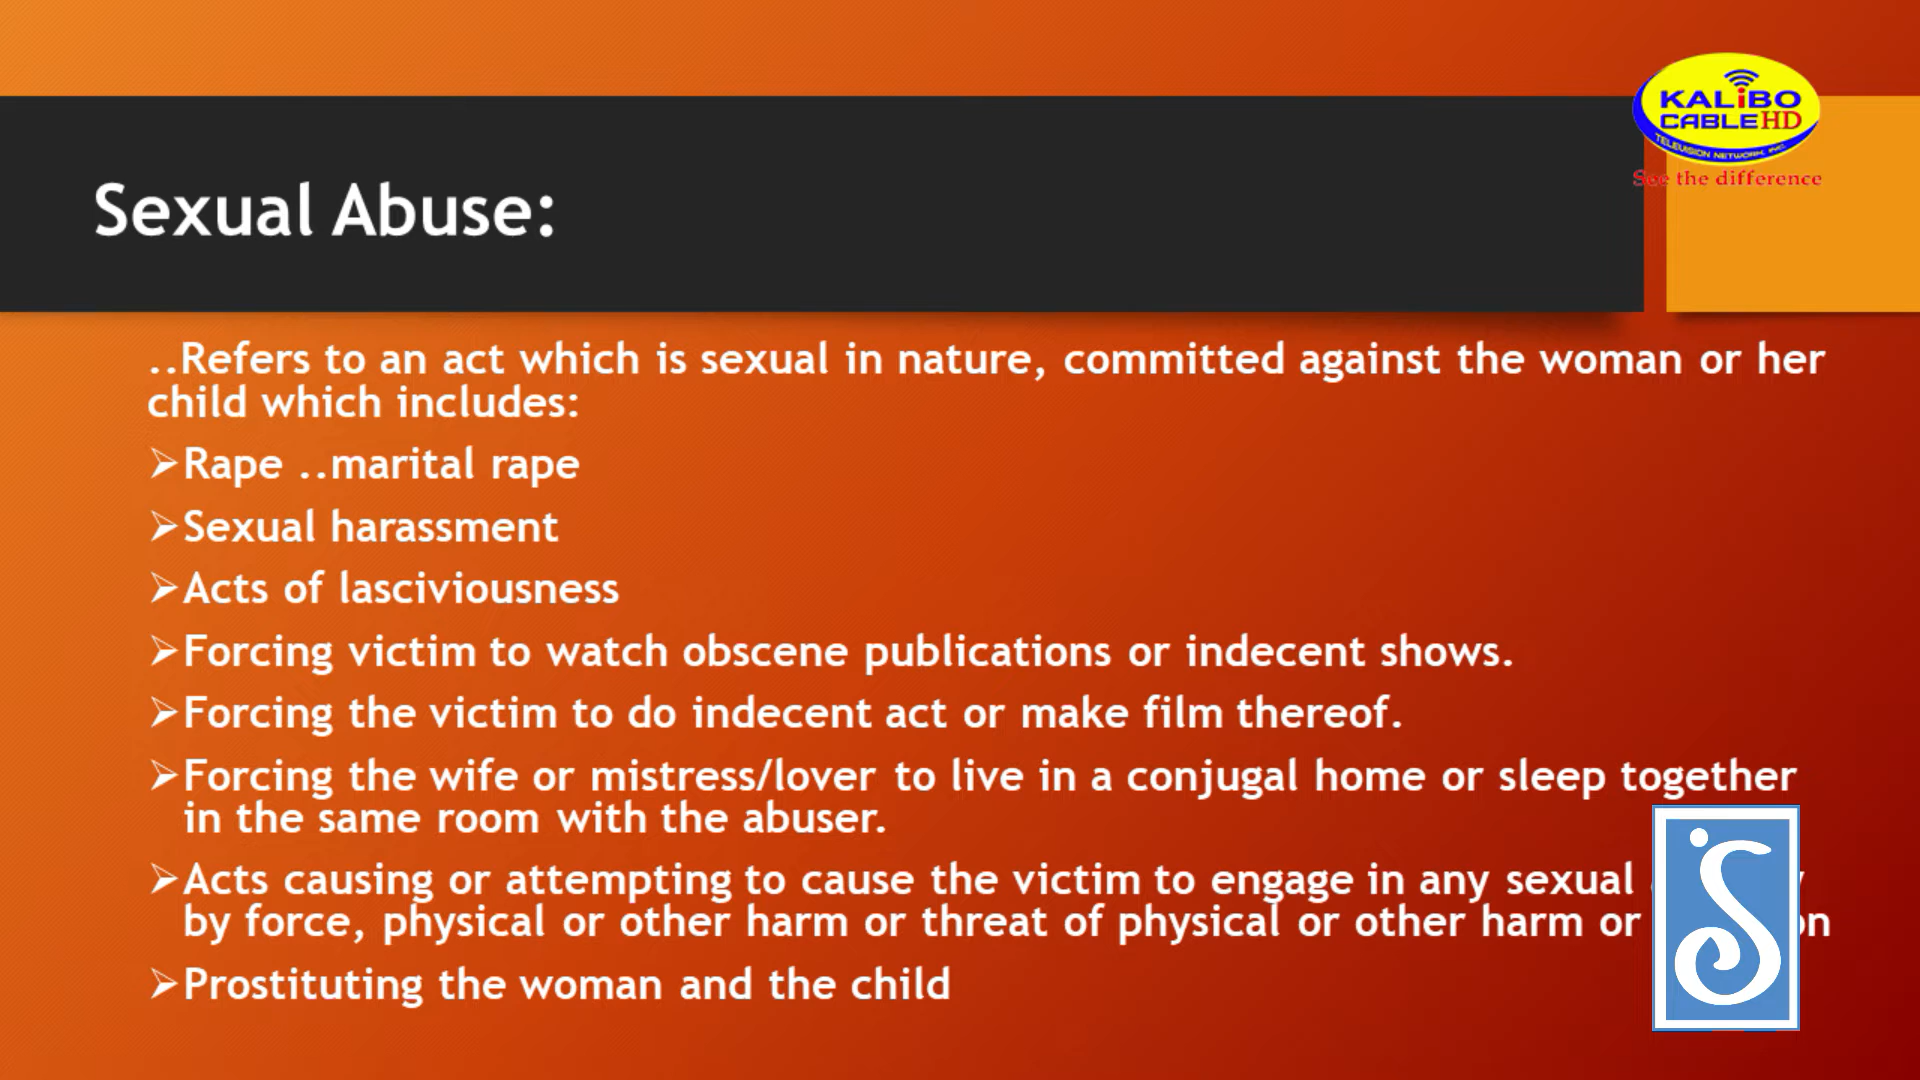 KALiBO
CABLEHD
TELEVISION NETWORK, INC.
See the difference
Sexual Abuse:
..Refers to an act which is sexual in nature, committed against the woman or her
child which includes:
➢Rape ..marital rape
➢Sexual harassment
➢Acts of lasciviousness
➢Forcing victim to watch obscene publications or indecent shows.
➢Forcing the victim to do indecent act or make film thereof.
➢Forcing the wife or mistress/lover to live in a conjugal home or sleep together
in the same room with the abuser.
➢Acts causing or attempting to cause the victim to engage in any sexual
by force, physical or other harm or threat of physical or other harm or
➢Prostituting the woman and the child